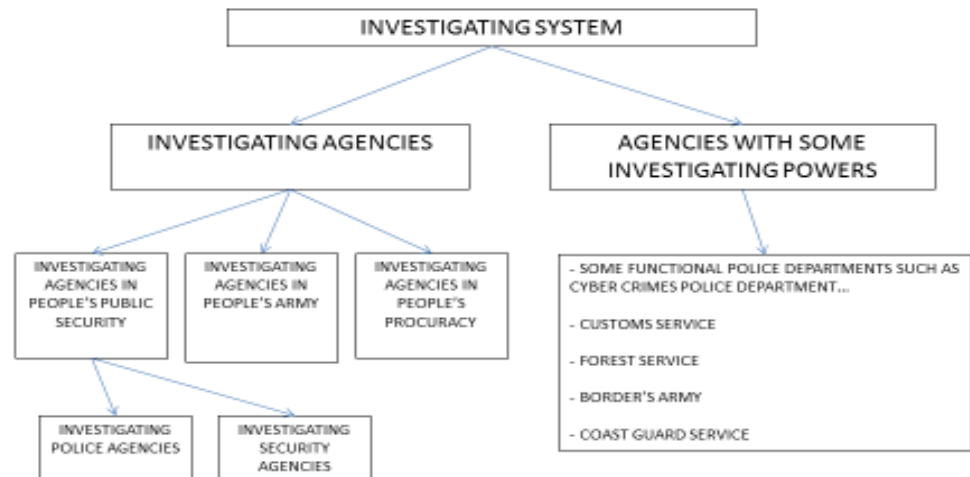 INVESTIGATING SYSTEM
INVESTIGATING AGENCIES
AGENCIES WITH SOME
INVESTIGATING POWERS
INVESTIGATING
AGENCIES IN
PEOPLE'S PUBLIC
SECURITY
INVESTIGATING
AGENCIES IN
PEOPLE'S ARMY
INVESTIGATING
AGENCIES IN
PEOPLE'S
PROCURACY
- SOME FUNCTIONAL POLICE DEPARTMENTS SUCH AS
CYBER CRIMES POLICE DEPARTMENT...
- CUSTOMS SERVICE
- FOREST SERVICE
- BORDER'S ARMY
- COAST GUARD SERVICE
INVESTIGATING
POLICE AGENCIES
INVESTIGATING
SECURITY
AGENCIES